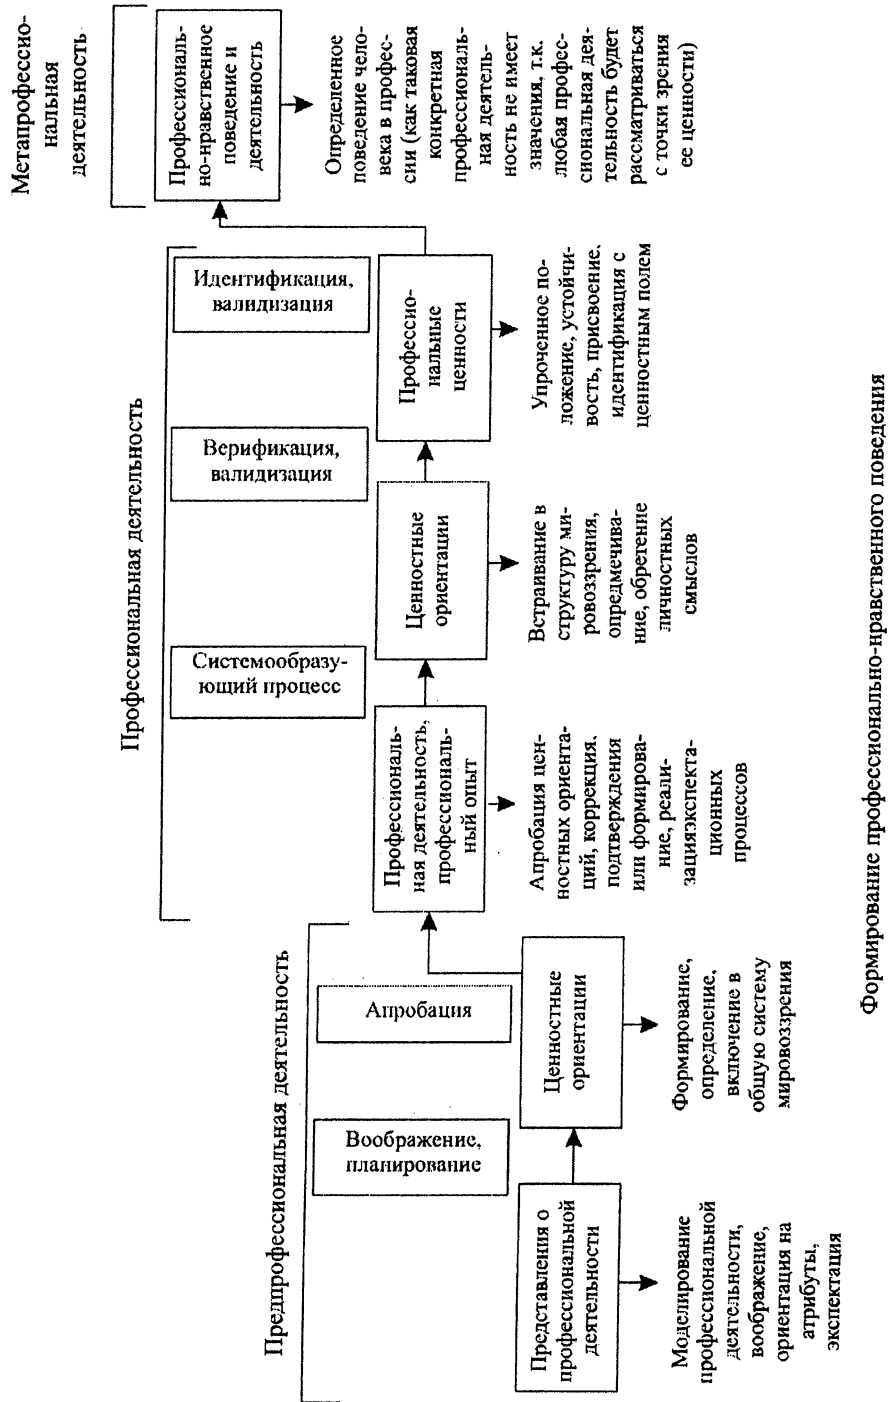 Предпрофессиональная деятельность
Воображение,
планирование
Апробация
Представления о
профессиональной
деятельности
Ценностные
ориентации
Моделирование
профессиональной
деятельности,
воображение,
ориентация на
атрибуты,
экспектация
Формирование,
определение,
включение в
общую систему
мировоззрения
Профессиональная деятельность
Системообразу-
ющий процесс
Верификация,
валидизация
Идентификация,
валидизация
Профессиональ-
ная деятельность,
профессиональ-
ный опыт
Ценностные
ориентации
Профессио-
нальные
ценности
Апробация цен-
ностных ориента-
ций, коррекция.
подтверждения
или формирова-
ние, реали-
зацияэкспекта-
ционных
процессов
Встраивание в
структуру ми-
ровоззрения,
опредмечива-
ние, обретение
личностных
смыслов
Упроченное по-
ложение, устойчи-
вость, присвоение.
идентификация с
ценностным полем
Метапрофессио-
нальная
деятельность
Профессиональ-
но-нравственное
поведение и
деятельность
Определенное
поведение чело-
века в профес-
сии (как таковая
конкретная
профессиональ-
ная деятель-
ность не имеет
значения, т.к.
любая профес-
сиональная дея-
тельность будет
рассматриваться
с точки зрения
ее ценности)
Формирование профессионально-нравственного поведения